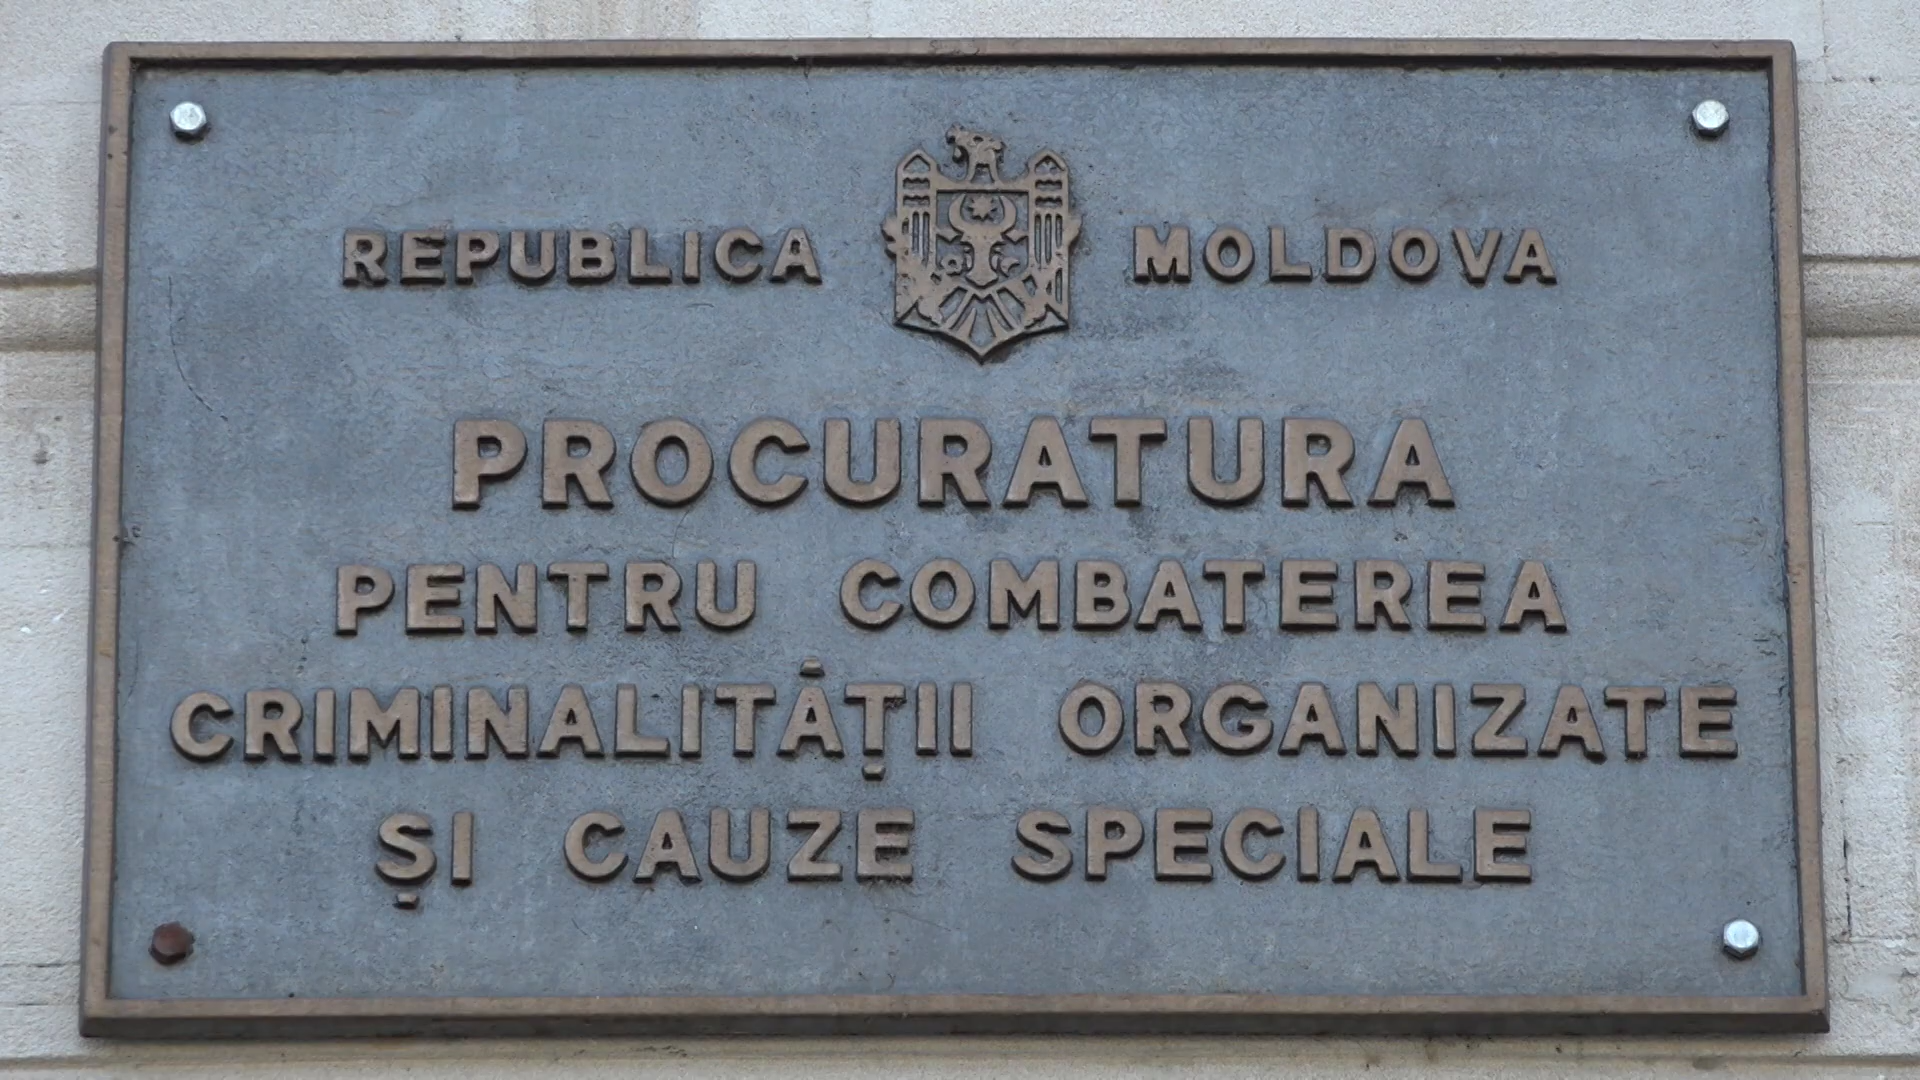 REPUBLICA MOLDOVA
PROCURATURA
PENTRU COMBATEREA
CRIMINALITĂȚII ORGANIZATE
ȘI CAUZE SPECIALE